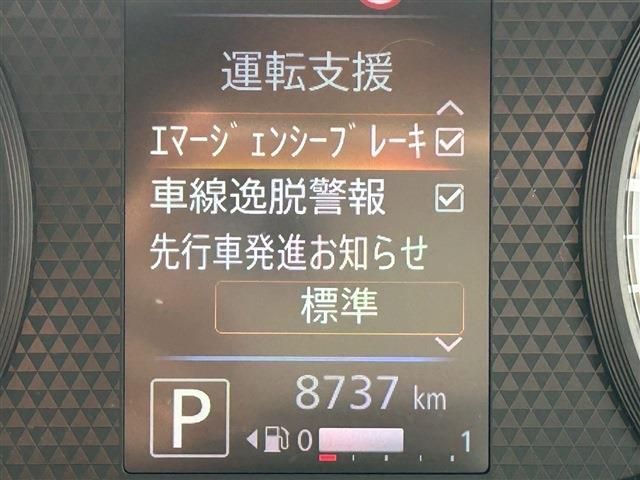 運転支援
ｴﾏｰｼﾞｪﾝｼｰﾌﾞﾚｰｷ
車線逸脱警報
先行車発進お知らせ
標準
8737 km
P
0 1